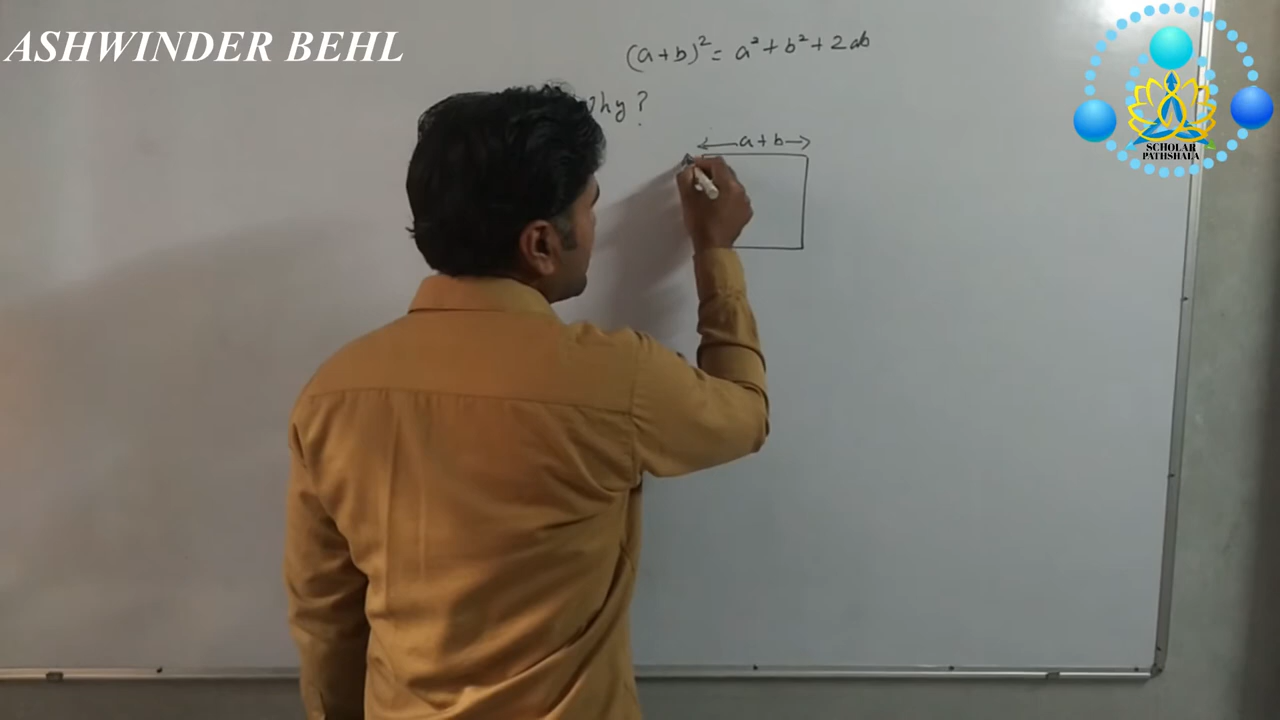 ASHWINDER BEHL
(a+b)² = a² + b² + 2ab
why?
a+b
SCHOLAR
PATHSHALA